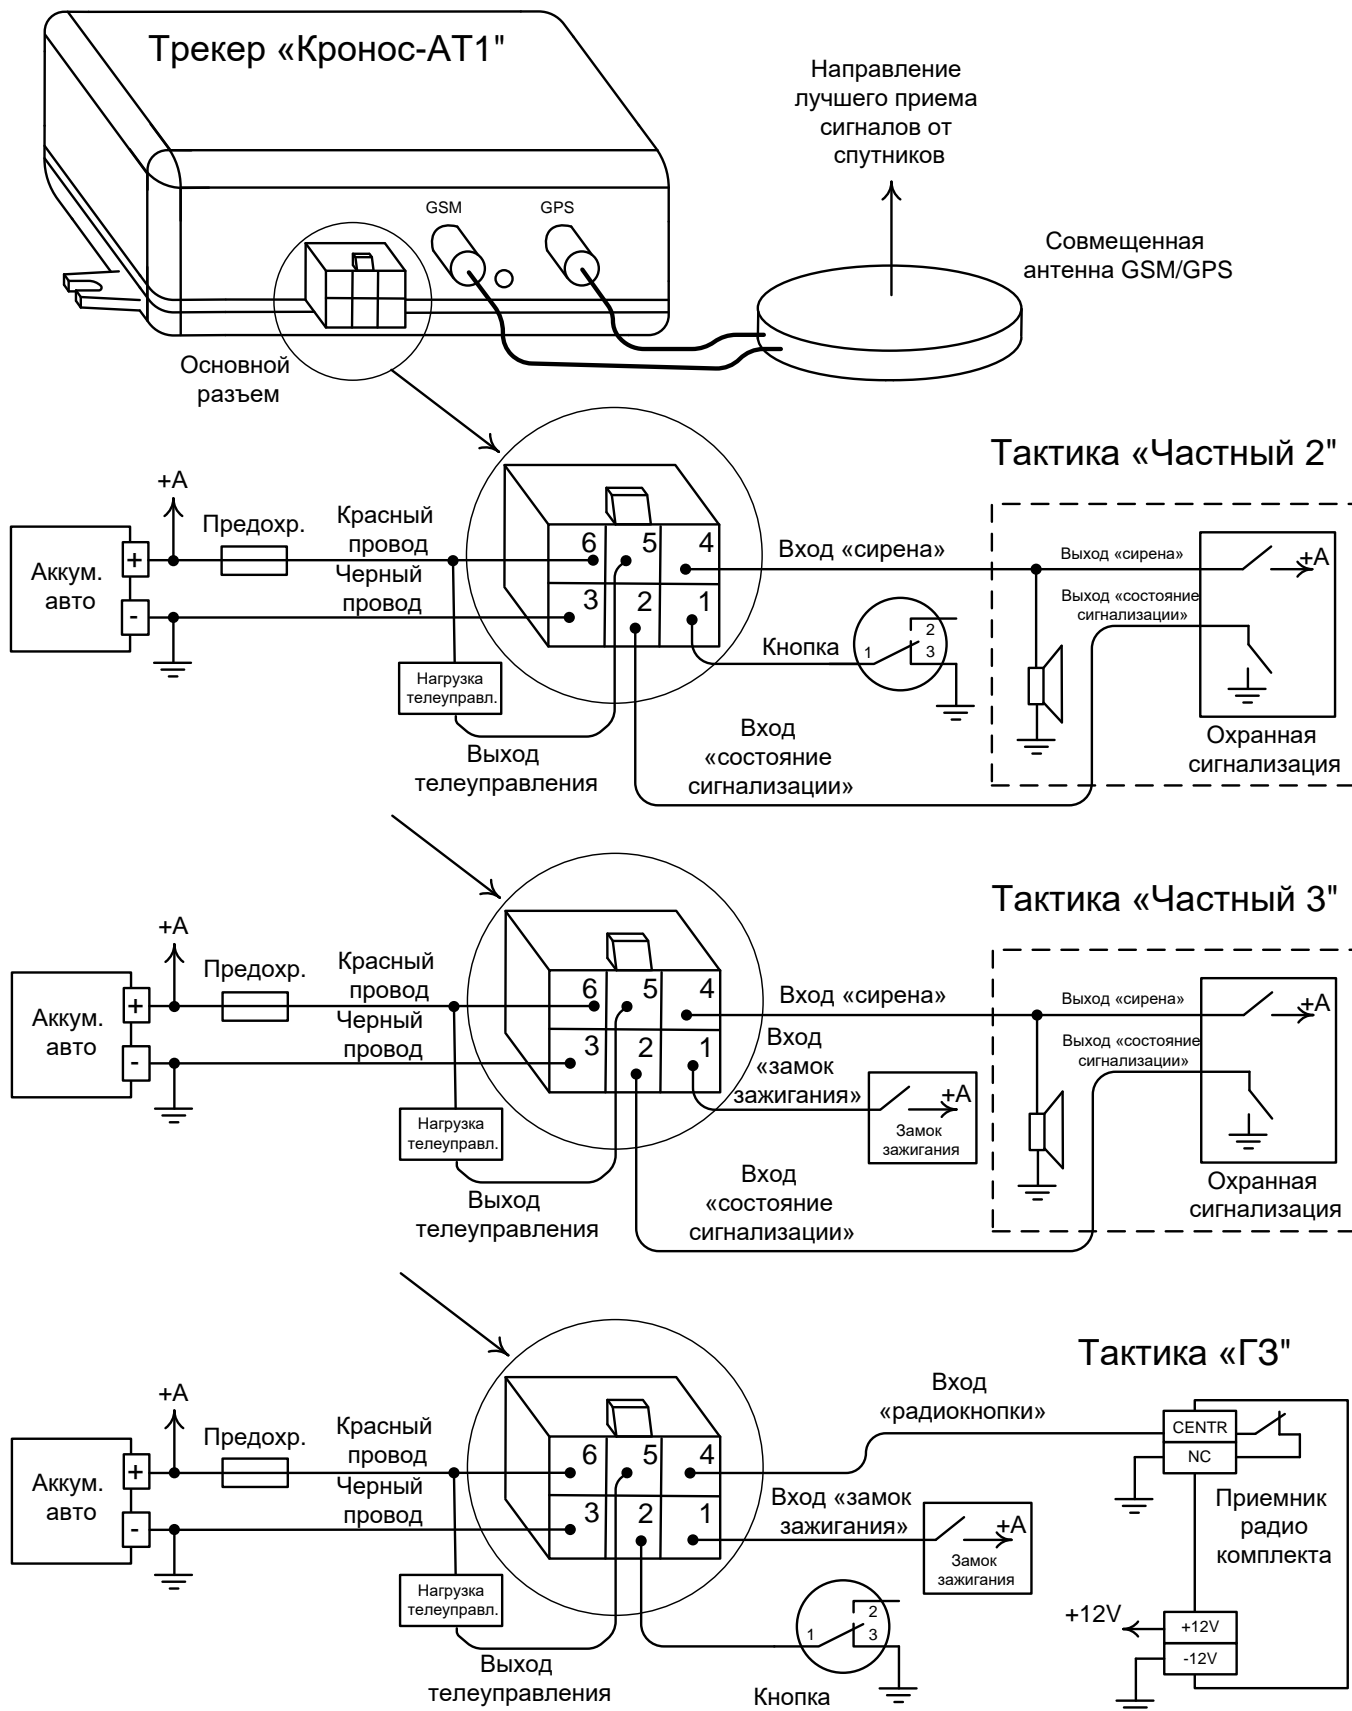 Трекер «Кронос-АТ1"
Направление
лучшего приема
сигналов от
спутников
GSM
GPS
Совмещенная
антенна GSM/GPS
Основной
разъем
Тактика «Частный 2"
+А
Предохр.
Красный
провод
Черный
провод
Аккум.
авто
+
-
6
5
4
3
2
1
Вход «сирена»
Выход «сирена»
+А
Выход «состояние
сигнализации»
Кнопка
1
2
3
Нагрузка
телеуправл.
Выход
телеуправления
Вход
«состояние
сигнализации»
Охранная
сигнализация
Тактика «Частный 3"
+А
Предохр.
Красный
провод
Черный
провод
Аккум.
авто
+
-
6
5
4
3
2
1
Вход «сирена»
Выход «сирена»
+А
Выход «состояние
сигнализации»
Вход
«замок
зажигания»
+А
Замок
зажигания
Нагрузка
телеуправл.
Выход
телеуправления
Вход
«состояние
сигнализации»
Охранная
сигнализация
Тактика «ГЗ"
+А
Предохр.
Красный
провод
Черный
провод
Аккум.
авто
+
-
6
5
4
3
2
1
Вход
«радиокнопки»
CENTR
NC
Приемник
радио
комплекта
Вход «замок
зажигания»
+А
Замок
зажигания
Нагрузка
телеуправл.
Выход
телеуправления
1
2
3
Кнопка
+12V
+12V
-12V